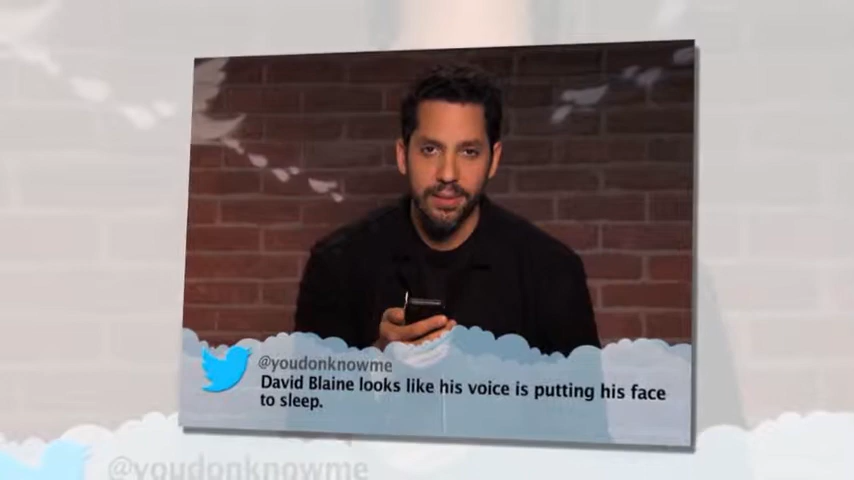 @youdonknowme
David Blaine looks like his voice is putting his face
to sleep.
@youdonknowme